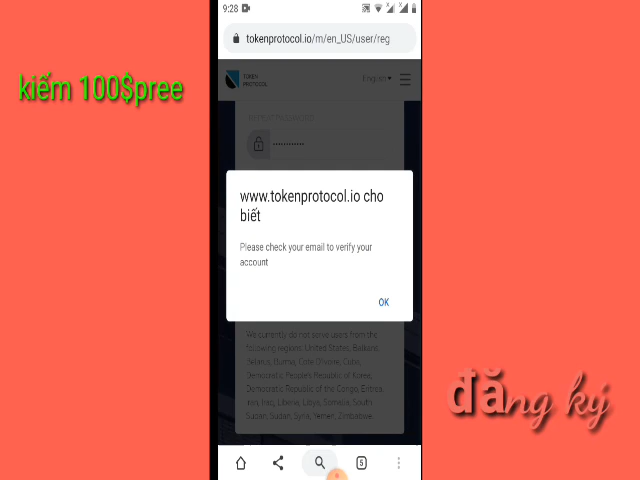 9:28
tokenprotocol.io/m/en_US/user/reg
kiếm 100$pree
TOKEN
PROTOCOL
English
www.tokenprotocol.io cho
biết
Please check your email to verify your
account
OK
We currently do not serve users from the
following regions: United States, Balkans,
Belarus, Burma, Cote D'Ivoire, Cuba,
Democratic People's Republic of Korea,
Democratic Republic of the Congo, Eritrea,
Iran, Iraq, Liberia, Libya, Somalia, South
Sudan, Sudan, Syria, Yemen, Zimbabwe.
đăng ký
5